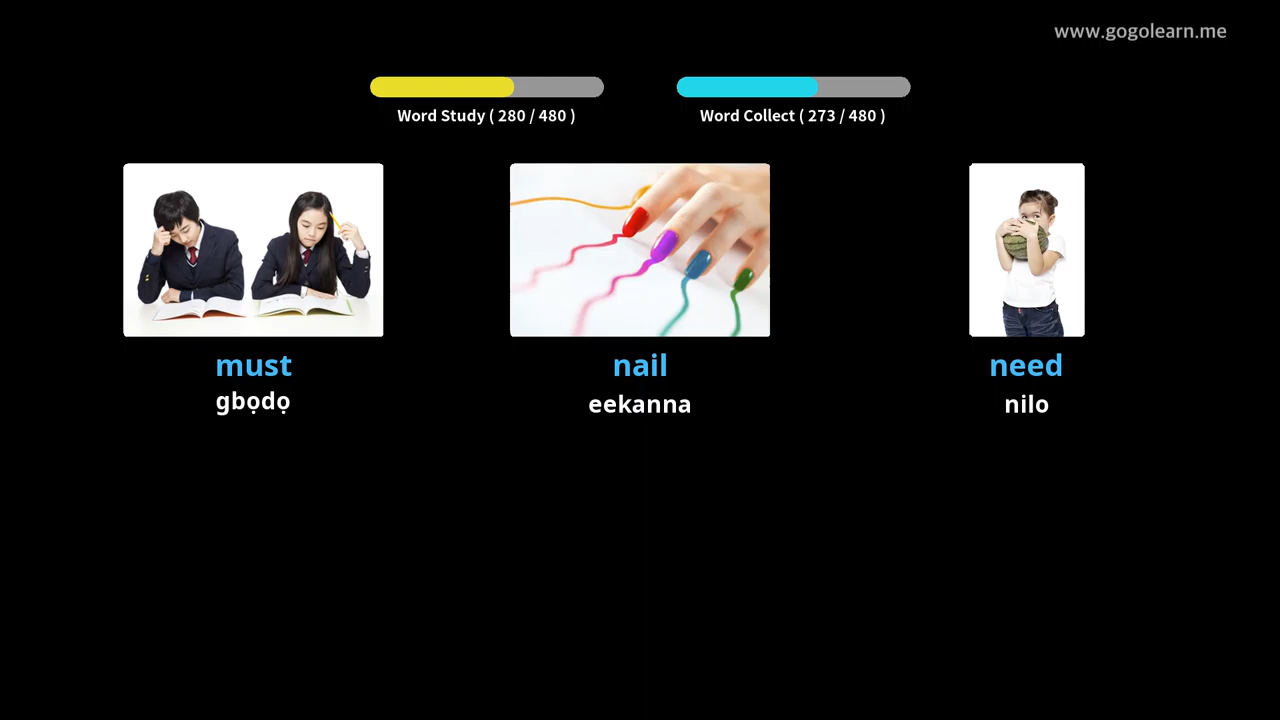 www.gogolearn.me
Word Study ( 280 / 480 )
Word Collect ( 273 / 480 )
must
nail
need
gbọdọ
eekanna
nilo